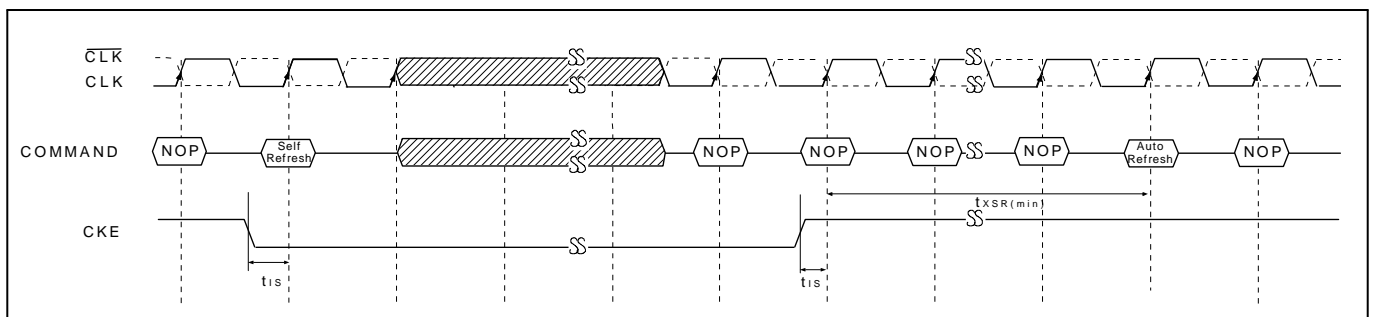 CLK
CLK
COMMAND
NOP
Self
Refresh
NOP
NOP
NOP
NOP
Auto
Refresh
NOP
tXSR(min)
CKE
tIS
tIS